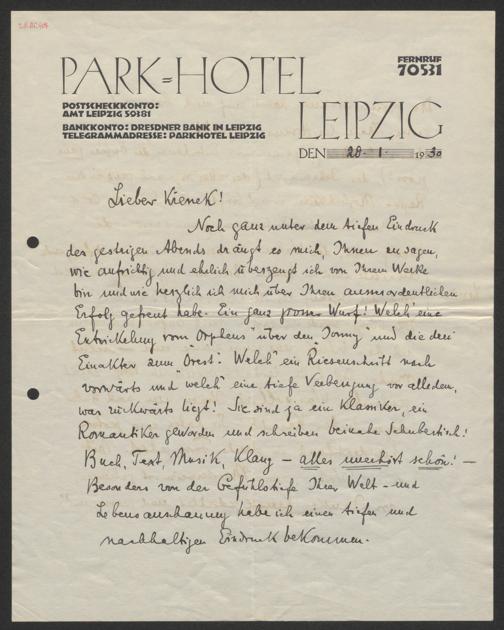 PARK-HOTEL
FERNRUF
70531
POSTSCHECKKONTO:
AMT LEIPZIG 50381
BANKKONTO: DRESDNER BANK IN LEIPZIG
TELEGRAMMADRESSE: PARKHOTEL LEIPZIG
LEIPZIG
DEN 20. 1. 1930
Lieber Křenek!
Noch ganz unter dem tiefen Eindruck
des gestrigen Abends drängt es mich, Ihnen zu sagen,
wie aufrichtig und ehrlich überzeugt ich von Ihrem Werke
bin und wie herzlich ich mich über Ihren ausserordentlichen
Erfolg gefreut habe. Ein ganz grosser Wurf! Welch' eine
Entwickelung vom „Orpheus" über den „Jonny" und die drei
Einakter zum „Orest". Welch' ein Riesenschritt nach
vorwärts und welch' eine tiefe Verbeugung vor alledem,
was rückwärts liegt! Sie sind ja ein Klassiker, ein
Romantiker geworden und schreiben beinahe Schubertisch!
Buch, Text, Musik, Klang – alles unerhört schön! –
Besonders von der Gefühlstiefe Ihrer Welt - und
Lebensanschauung habe ich einen tiefen und
nachhaltigen Eindruck bekommen.